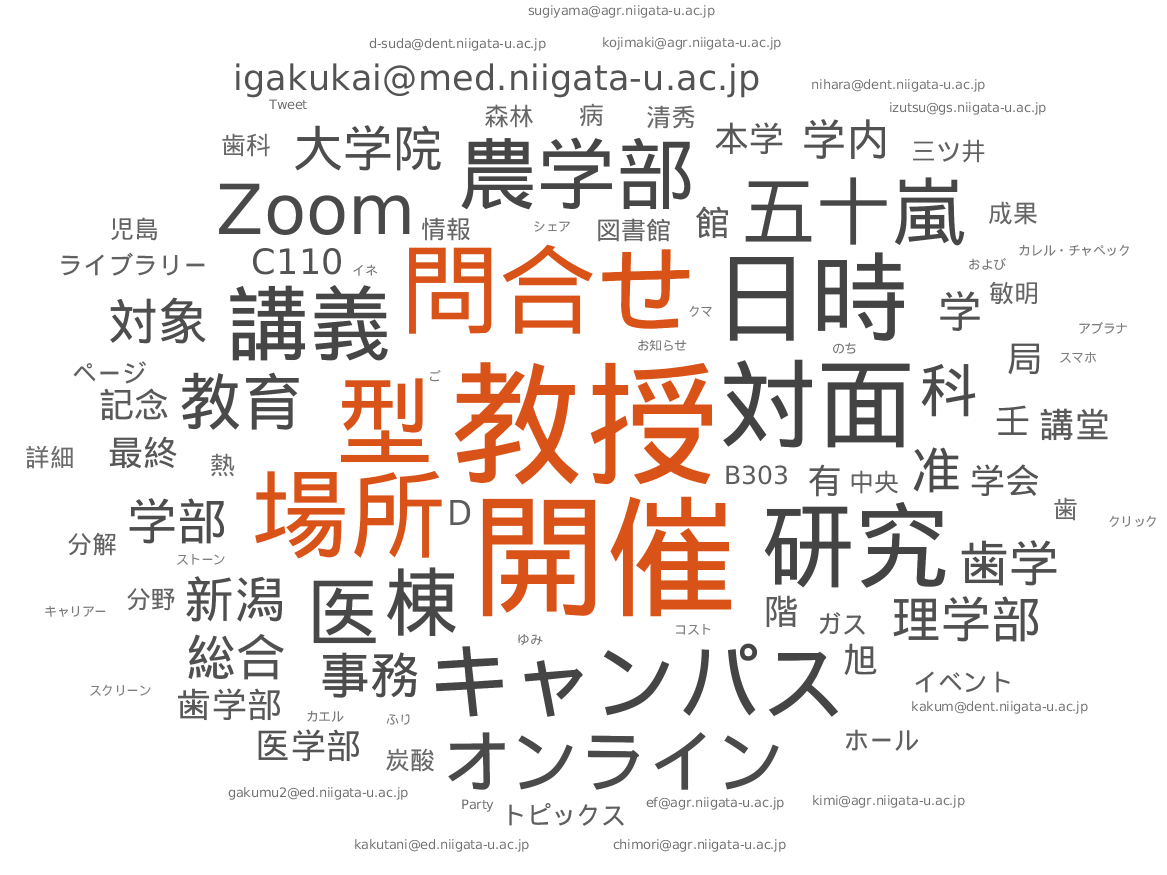 sugiyama@agr.niigata-u.ac.jp
d-suda@dent.niigata-u.ac.jp kojimaki@agr.niigata-u.ac.jp
igakukai@med.niigata-u.ac.jp nihara@dent.niigata-u.ac.jp
Tweet 森林 病 清秀 izutsu@gs.niigata-u.ac.jp
歯科 大学院 農学部 本学 学内 三ツ井
Zoom 五十嵐
児島 情報 シェア 図書館 館 成果
ライブラリー C110 イネ 問合せ 日時 および カレル・チャペック
対象 講義 クマ 学 敏明
お知らせ のち アブラナ
ページ ご 局 スマホ
記念 教育 型 教授 対面 科 壬 講堂
詳細 最終 熱 B303 有 中央 准 学会
学部 場所 D 開催 研究 歯 クリック
分解 ストーン 歯学
キャリアー 分野 新潟 医 棟 階 ガス 理学部
総合 事務 ゆみ コスト キャンパス 旭
スクリーン 歯学部 イベント
カエル ふり kakum@dent.niigata-u.ac.jp
医学部 炭酸 オンライン ホール
gakumu2@ed.niigata-u.ac.jp Party トピックス ef@agr.niigata-u.ac.jp kimi@agr.niigata-u.ac.jp
kakutani@ed.niigata-u.ac.jp chimori@agr.niigata-u.ac.jp